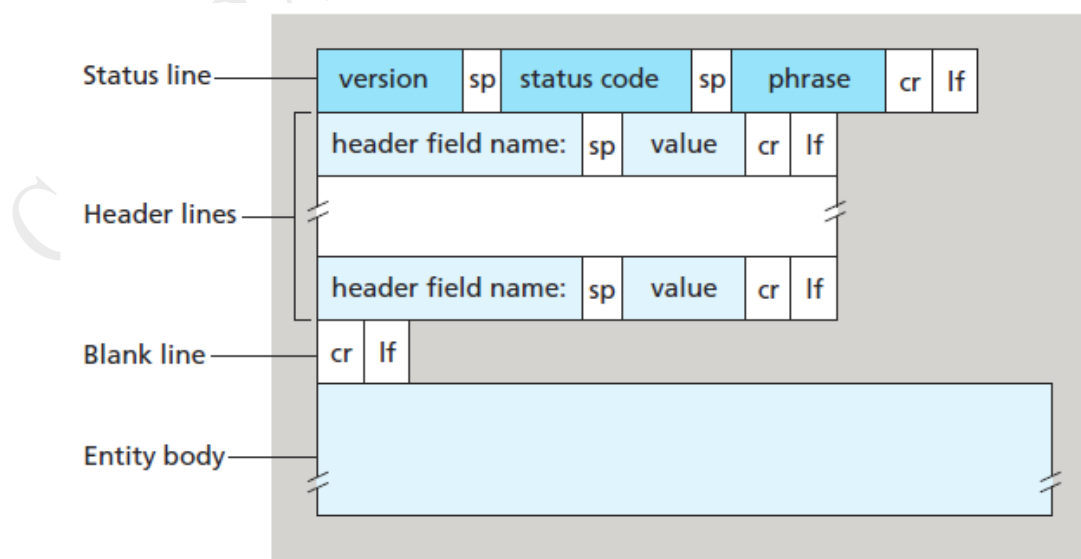 Status line version sp status code sp phrase cr lf
header field name: sp value cr lf
Header lines
header field name: sp value cr lf
Blank line cr lf
Entity body